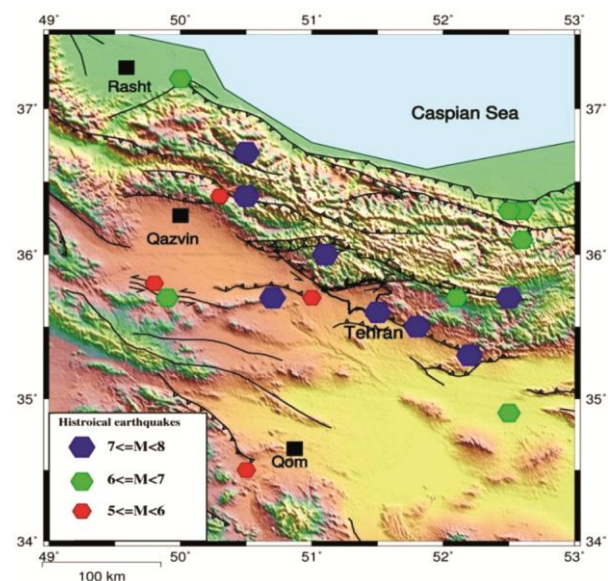 49° 50° 51° 52° 53°
Rasht
37° 37°
Caspian Sea
Qazvin
36° 36°
Tehran
35° 35°
Histroical earthquakes
7<=M<8
6<=M<7
5<=M<6
Qom
34° 34°
49° 50° 51° 52° 53°
100 km